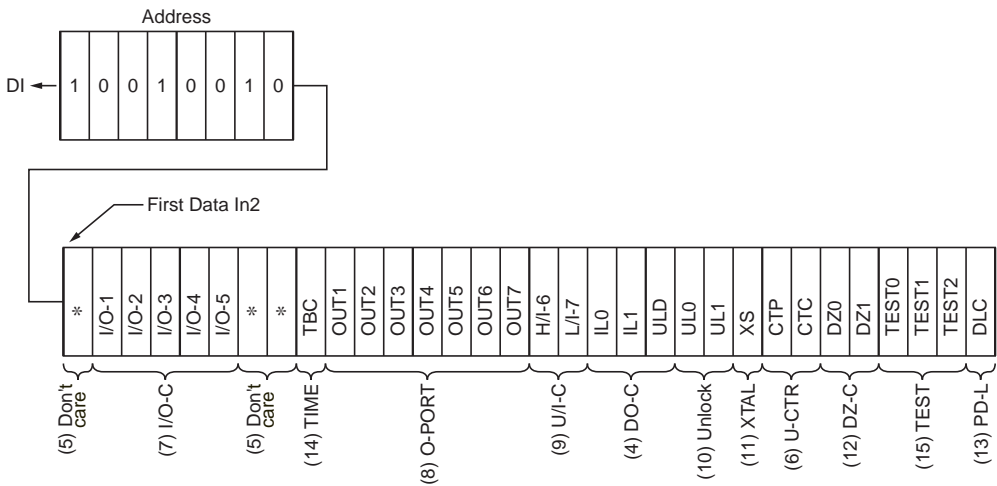 Address
DI
1 0 0 1 0 0 1 0
First Data In2
*
I/O-1
I/O-2
I/O-3
I/O-4
I/O-5
*
*
TBC
OUT1
OUT2
OUT3
OUT4
OUT5
OUT6
OUT7
H/I-6
L/I-7
IL0
IL1
ULD
UL0
UL1
XS
CTP
CTC
DZ0
DZ1
TEST0
TEST1
TEST2
DLC
(5) Don't
care
(7) I/O-C
(5) Don't
care
(14) TIME
(8) O-PORT
(9) U/I-C
(4) DO-C
(10) Unlock
(11) XTAL
(6) U-CTR
(12) DZ-C
(15) TEST
(13) PD-L